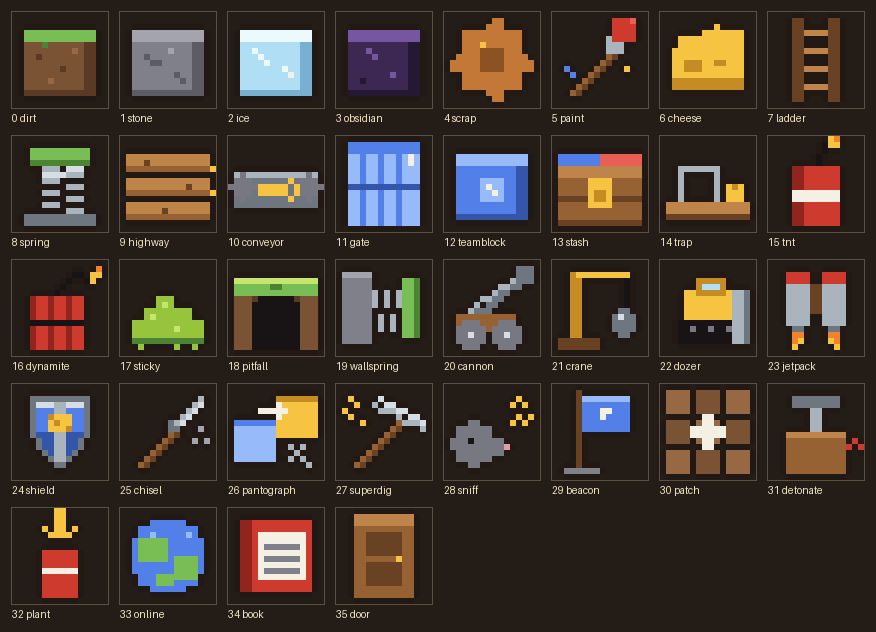 0 dirt
1 stone
2 ice
3 obsidian
4 scrap
5 paint
6 cheese
7 ladder
8 spring
9 highway
10 conveyor
11 gate
12 teamblock
13 stash
14 trap
15 tnt
16 dynamite
17 sticky
18 pitfall
19 wallspring
20 cannon
21 crane
22 dozer
23 jetpack
24 shield
25 chisel
26 pantograph
27 superdig
28 sniff
29 beacon
30 patch
31 detonate
32 plant
33 online
34 book
35 door